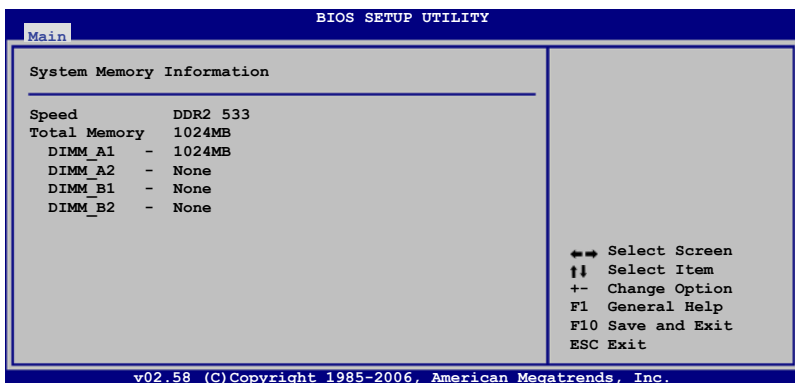 BIOS SETUP UTILITY
Main
System Memory Information
Speed DDR2 533
Total Memory 1024MB
DIMM_A1 - 1024MB
DIMM_A2 - None
DIMM_B1 - None
DIMM_B2 - None
←→ Select Screen
↑↓ Select Item
+- Change Option
F1 General Help
F10 Save and Exit
ESC Exit
v02.58 (C)Copyright 1985-2006, American Megatrends, Inc.